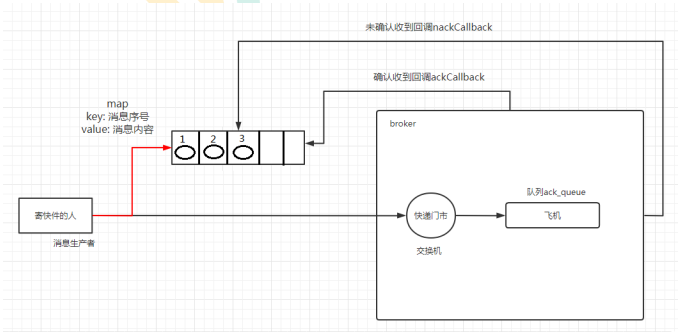 未确认收到回调nackCallback
确认收到回调ackCallback
map
key: 消息序号
value: 消息内容
1 2 3
broker
队列ack_queue
寄快件的人
快递门市
飞机
消息生产者
交换机